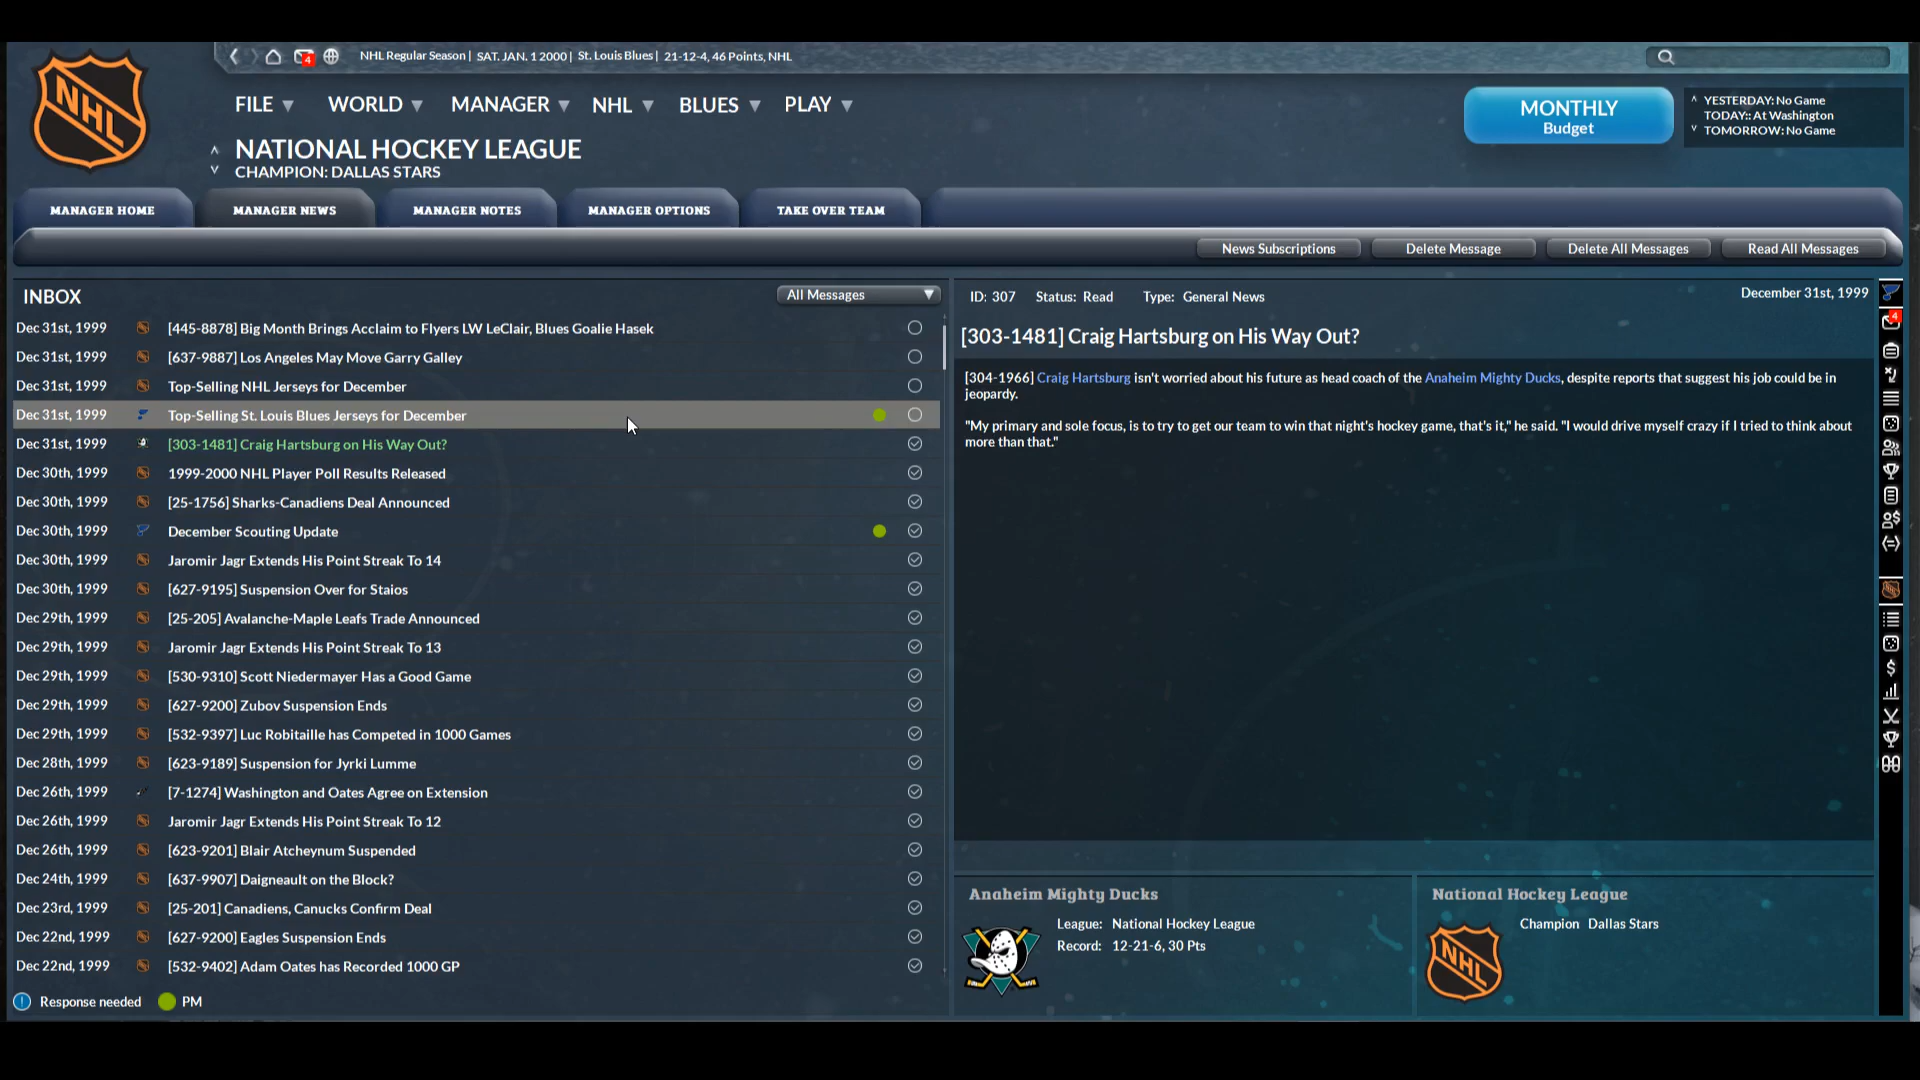 NHL
4
NHL Regular Season | SAT. JAN. 1 2000 | St. Louis Blues | 21-12-4, 46 Points, NHL
FILE WORLD MANAGER NHL BLUES PLAY
MONTHLY
Budget
YESTERDAY: No Game
TODAY:: At Washington
TOMORROW: No Game
NATIONAL HOCKEY LEAGUE
CHAMPION: DALLAS STARS
MANAGER HOME MANAGER NEWS MANAGER NOTES MANAGER OPTIONS TAKE OVER TEAM
News Subscriptions Delete Message Delete All Messages Read All Messages
INBOX All Messages
Dec 31st, 1999 [445-8878] Big Month Brings Acclaim to Flyers LW LeClair, Blues Goalie Hasek
Dec 31st, 1999 [637-9887] Los Angeles May Move Garry Galley
Dec 31st, 1999 Top-Selling NHL Jerseys for December
Dec 31st, 1999 Top-Selling St. Louis Blues Jerseys for December
Dec 31st, 1999 [303-1481] Craig Hartsburg on His Way Out?
Dec 30th, 1999 1999-2000 NHL Player Poll Results Released
Dec 30th, 1999 [25-1756] Sharks-Canadiens Deal Announced
Dec 30th, 1999 December Scouting Update
Dec 30th, 1999 Jaromir Jagr Extends His Point Streak To 14
Dec 30th, 1999 [627-9195] Suspension Over for Staios
Dec 29th, 1999 [25-205] Avalanche-Maple Leafs Trade Announced
Dec 29th, 1999 Jaromir Jagr Extends His Point Streak To 13
Dec 29th, 1999 [530-9310] Scott Niedermayer Has a Good Game
Dec 29th, 1999 [627-9200] Zubov Suspension Ends
Dec 29th, 1999 [532-9397] Luc Robitaille has Competed in 1000 Games
Dec 28th, 1999 [623-9189] Suspension for Jyrki Lumme
Dec 26th, 1999 [7-1274] Washington and Oates Agree on Extension
Dec 26th, 1999 Jaromir Jagr Extends His Point Streak To 12
Dec 26th, 1999 [623-9201] Blair Atcheynum Suspended
Dec 24th, 1999 [637-9907] Daigneault on the Block?
Dec 23rd, 1999 [25-201] Canadiens, Canucks Confirm Deal
Dec 22nd, 1999 [627-9200] Eagles Suspension Ends
Dec 22nd, 1999 [532-9402] Adam Oates has Recorded 1000 GP
Response needed PM
ID: 307 Status: Read Type: General News December 31st, 1999
[303-1481] Craig Hartsburg on His Way Out?
[304-1966] Craig Hartsburg isn't worried about his future as head coach of the Anaheim Mighty Ducks, despite reports that suggest his job could be in
jeopardy.
"My primary and sole focus, is to try to get our team to win that night's hockey game, that's it," he said. "I would drive myself crazy if I tried to think about
more than that."
Anaheim Mighty Ducks
League: National Hockey League
Record: 12-21-6, 30 Pts
National Hockey League
Champion Dallas Stars
NHL
4